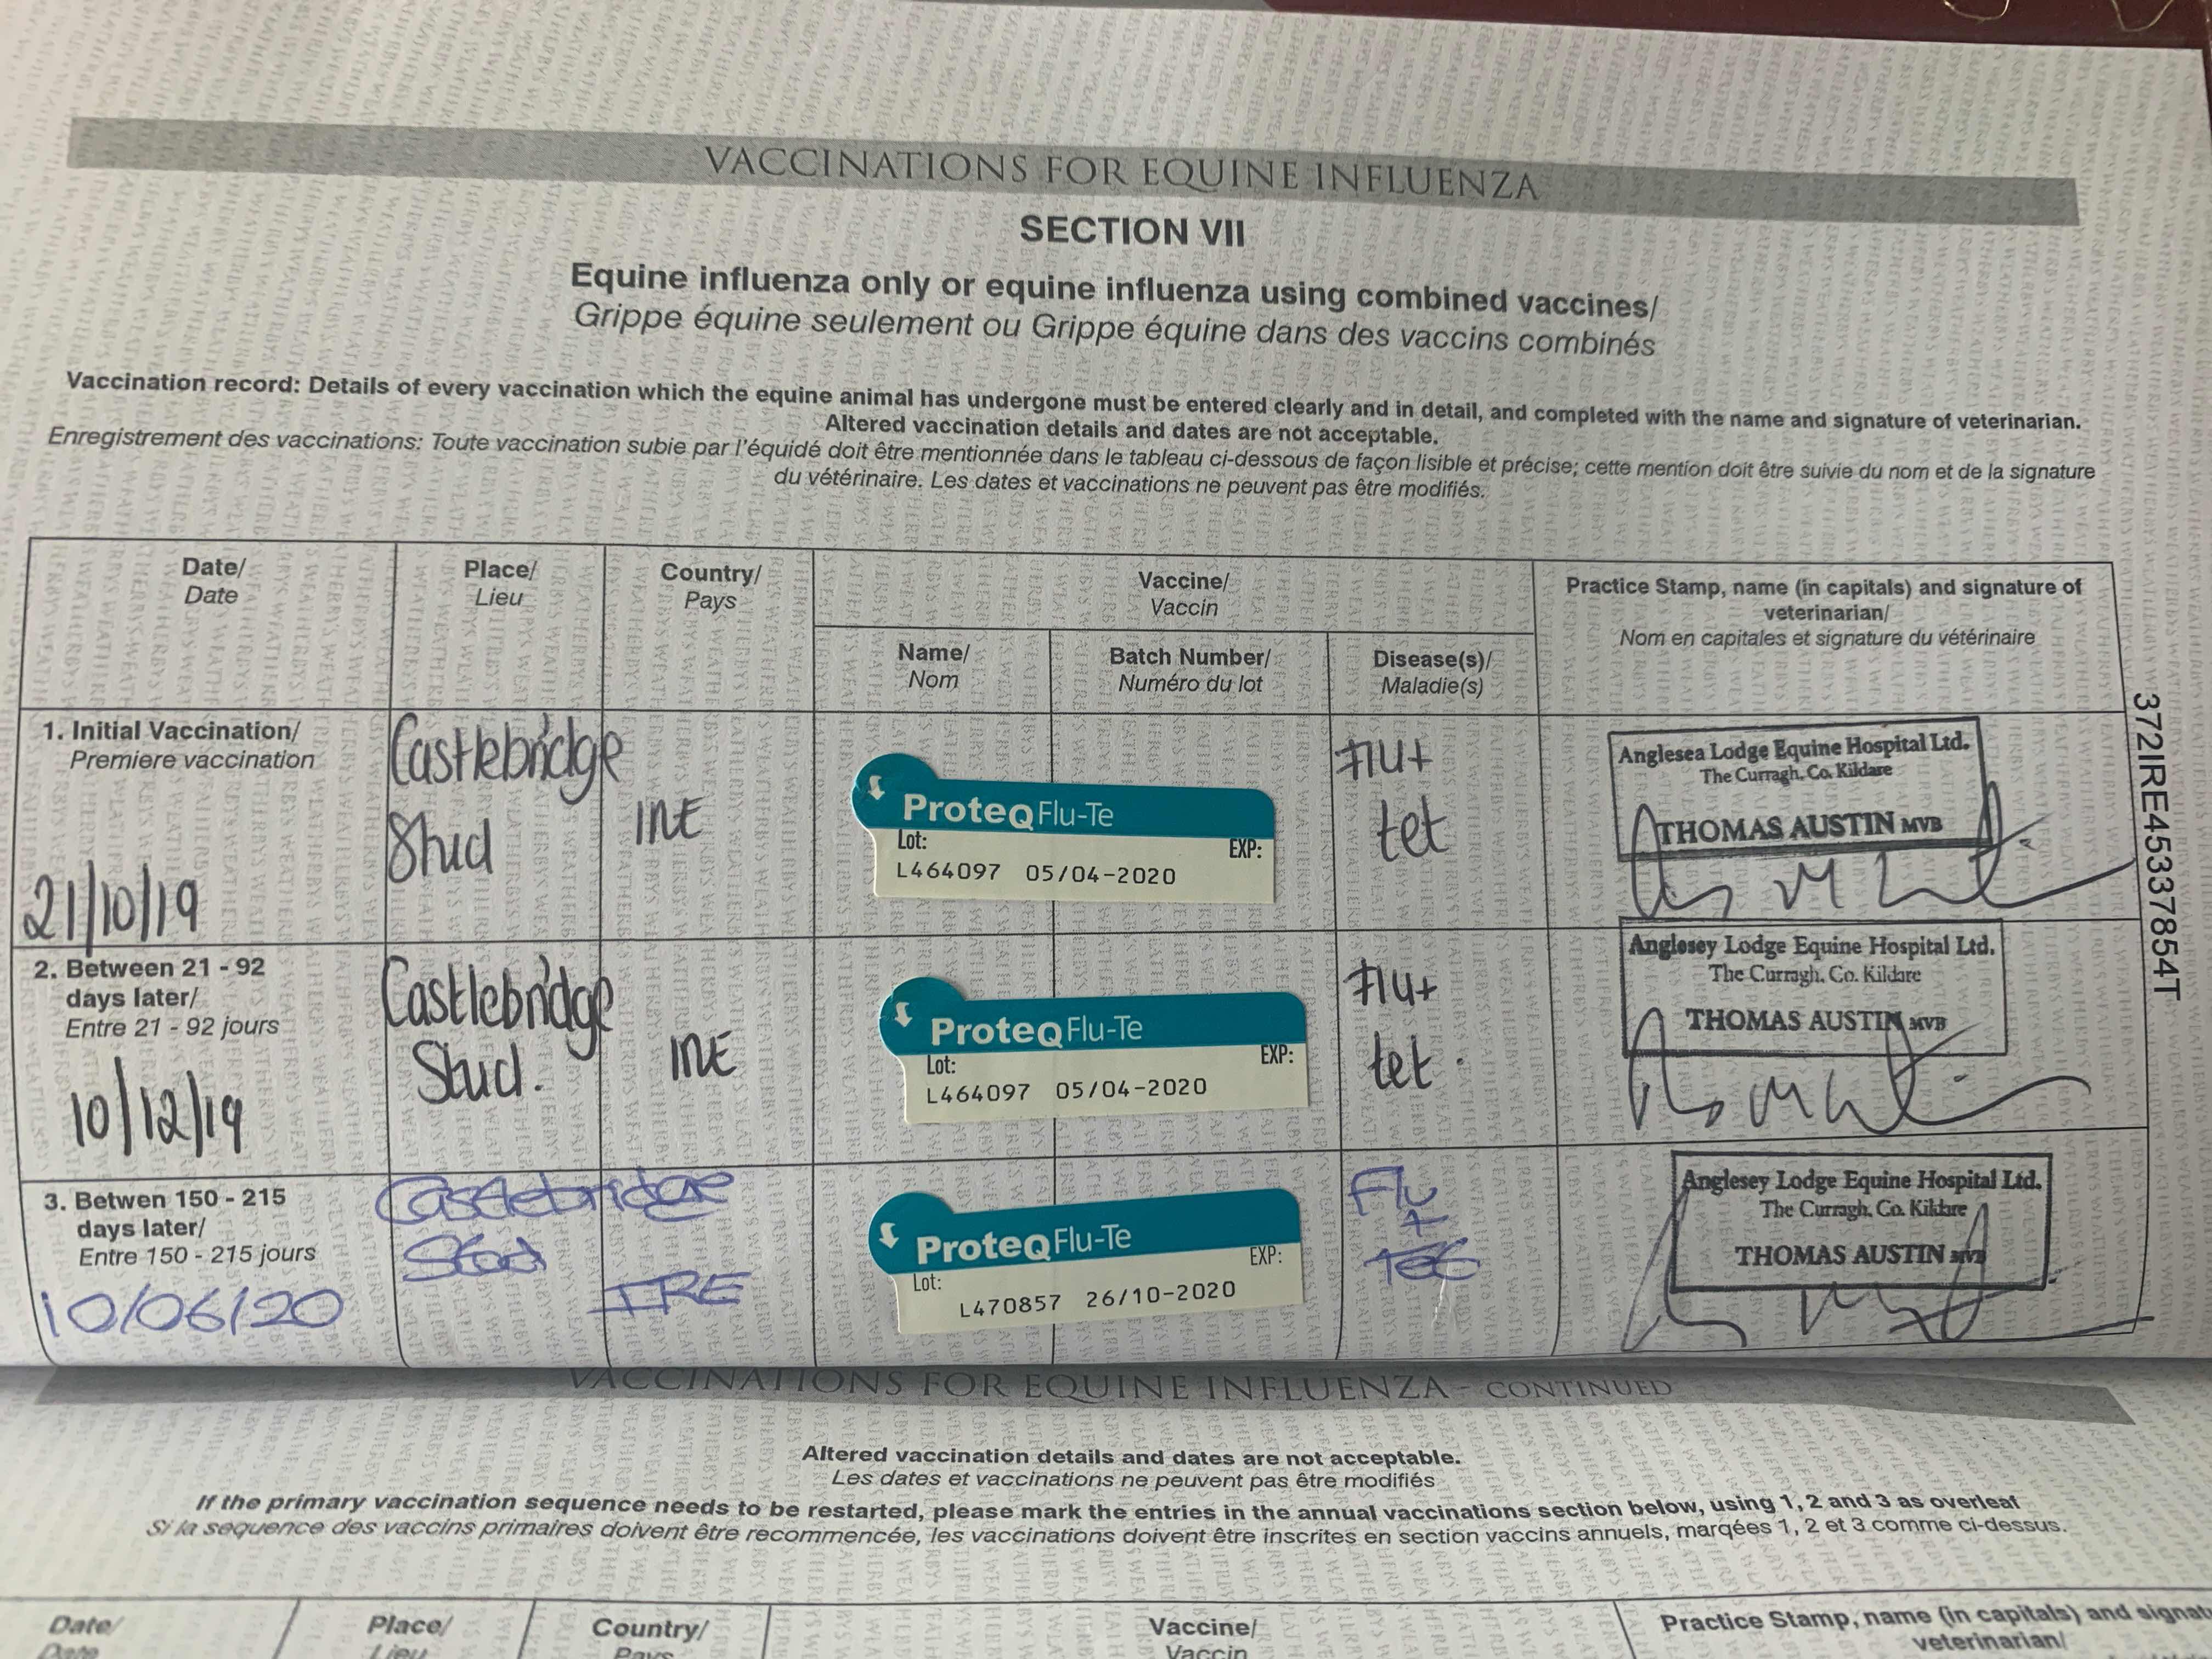 VACCINATIONS FOR EQUINE INFLUENZA
SECTION VII
Equine influenza only or equine influenza using combined vaccines/
Grippe équine seulement ou Grippe équine dans des vaccins combinés
Vaccination record: Details of every vaccination which the equine animal has undergone must be entered clearly and in detail, and completed with the name and signature of veterinarian.
Altered vaccination details and dates are not acceptable.
Enregistrement des vaccinations: Toute vaccination subie par l'équidé doit être mentionnée dans le tableau ci-dessous de façon lisible et précise; cette mention doit être suivie du nom et de la signature
du vétérinaire. Les dates et vaccinations ne peuvent pas être modifiés.
Date/
Date
Place/
Lieu
Country/
Pays
Vaccine/
Vaccin
Name/
Nom
Batch Number/
Numéro du lot
Disease(s)/
Maladie(s)
Practice Stamp, name (in capitals) and signature of
veterinarian/
Nom en capitales et signature du vétérinaire
1. Initial Vaccination/
Premiere vaccination
21/10/19
Castlebridge
Stud
IRE
ProteqFlu-Te
Lot:
EXP:
L464097 05/04-2020
Flu+
tet
Anglesea Lodge Equine Hospital Ltd.
The Curragh, Co. Kildare
THOMAS AUSTIN MVB
2. Between 21 - 92
days later/
Entre 21 - 92 jours
10/12/19
Castlebridge
Stud.
IRE
ProteqFlu-Te
Lot:
EXP:
L464097 05/04-2020
Flu+
tet.
Anglesey Lodge Equine Hospital Ltd.
The Curragh, Co. Kildare
THOMAS AUSTIN MVB
3. Betwen 150 - 215
days later/
Entre 150 - 215 jours
10/06/20
Castlebridge
Stud
IRE
ProteqFlu-Te
Lot:
EXP:
L470857 26/10-2020
Flu
+
Tet
Anglesey Lodge Equine Hospital Ltd.
The Curragh, Co. Kildare
THOMAS AUSTIN MVB
372IRE45337854T
VACCINATIONS FOR EQUINE INFLUENZA - CONTINUED
Altered vaccination details and dates are not acceptable.
Les dates et vaccinations ne peuvent pas être modifiés
If the primary vaccination sequence needs to be restarted, please mark the entries in the annual vaccinations section below, using 1, 2 and 3 as overleaf
Si la sequence des vaccins primaires doivent être recommencée, les vaccinations doivent être inscrites en section vaccins annuels, marqées 1, 2 et 3 comme ci-dessus.
Date/
Date
Place/
Lieu
Country/
Pays
Vaccine/
Vaccin
Practice Stamp, name (in capitals) and
veterinarian/